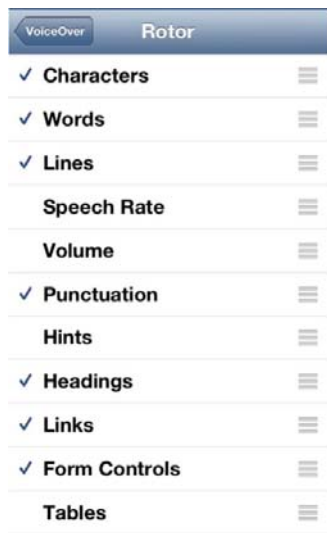 VoiceOver Rotor
Characters
Words
Lines
Speech Rate
Volume
Punctuation
Hints
Headings
Links
Form Controls
Tables